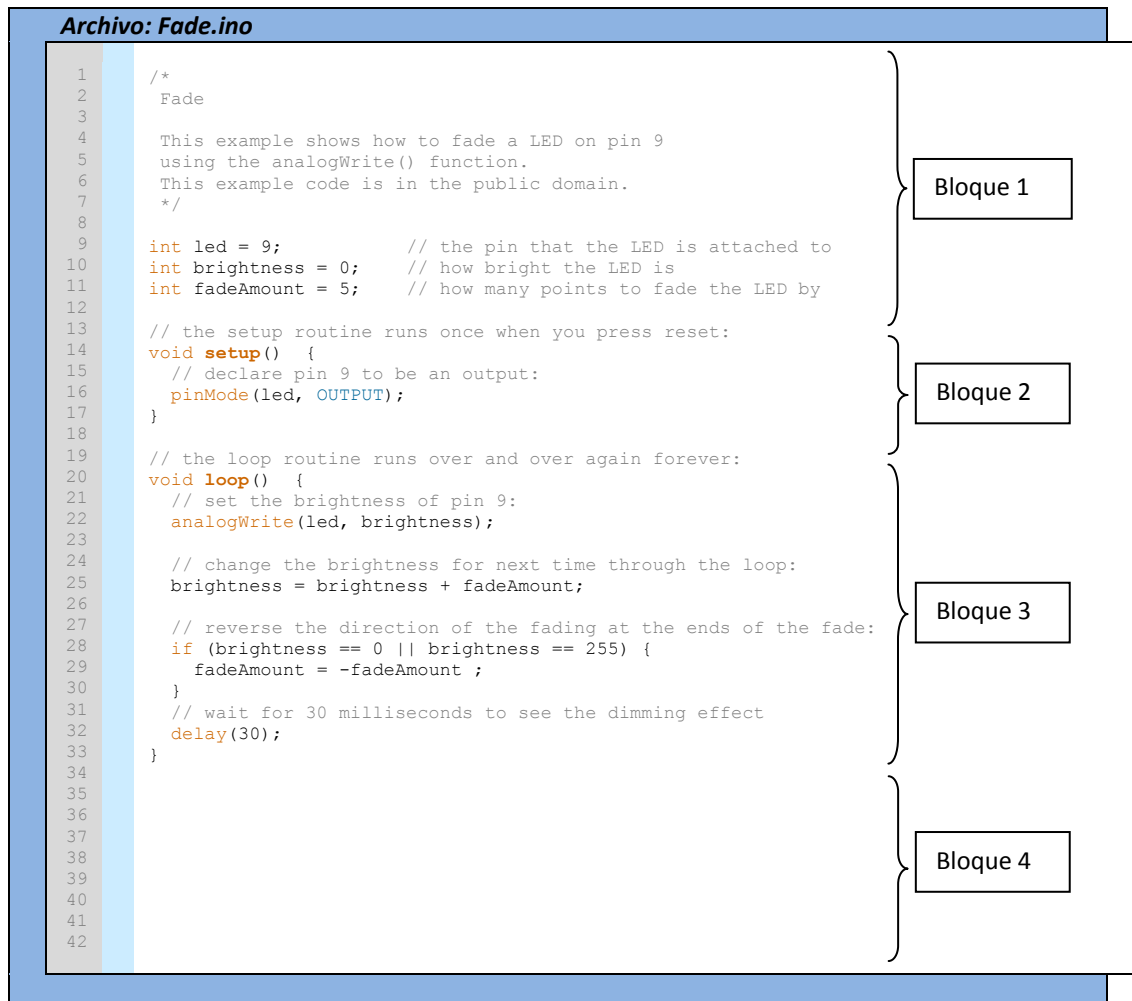 Archivo: Fade.ino
1 /*
2 Fade
3
4 This example shows how to fade a LED on pin 9
5 using the analogWrite() function.
6 This example code is in the public domain.
7 */
8
9 int led = 9; // the pin that the LED is attached to
10 int brightness = 0; // how bright the LED is
11 int fadeAmount = 5; // how many points to fade the LED by
12
13 // the setup routine runs once when you press reset:
14 void setup() {
15 // declare pin 9 to be an output:
16 pinMode(led, OUTPUT);
17 }
18
19 // the loop routine runs over and over again forever:
20 void loop() {
21 // set the brightness of pin 9:
22 analogWrite(led, brightness);
23
24 // change the brightness for next time through the loop:
25 brightness = brightness + fadeAmount;
26
27 // reverse the direction of the fading at the ends of the fade:
28 if (brightness == 0 || brightness == 255) {
29 fadeAmount = -fadeAmount ;
30 }
31 // wait for 30 milliseconds to see the dimming effect
32 delay(30);
33 }
34
35
36
37
38
39
40
41
42
Bloque 1
Bloque 2
Bloque 3
Bloque 4